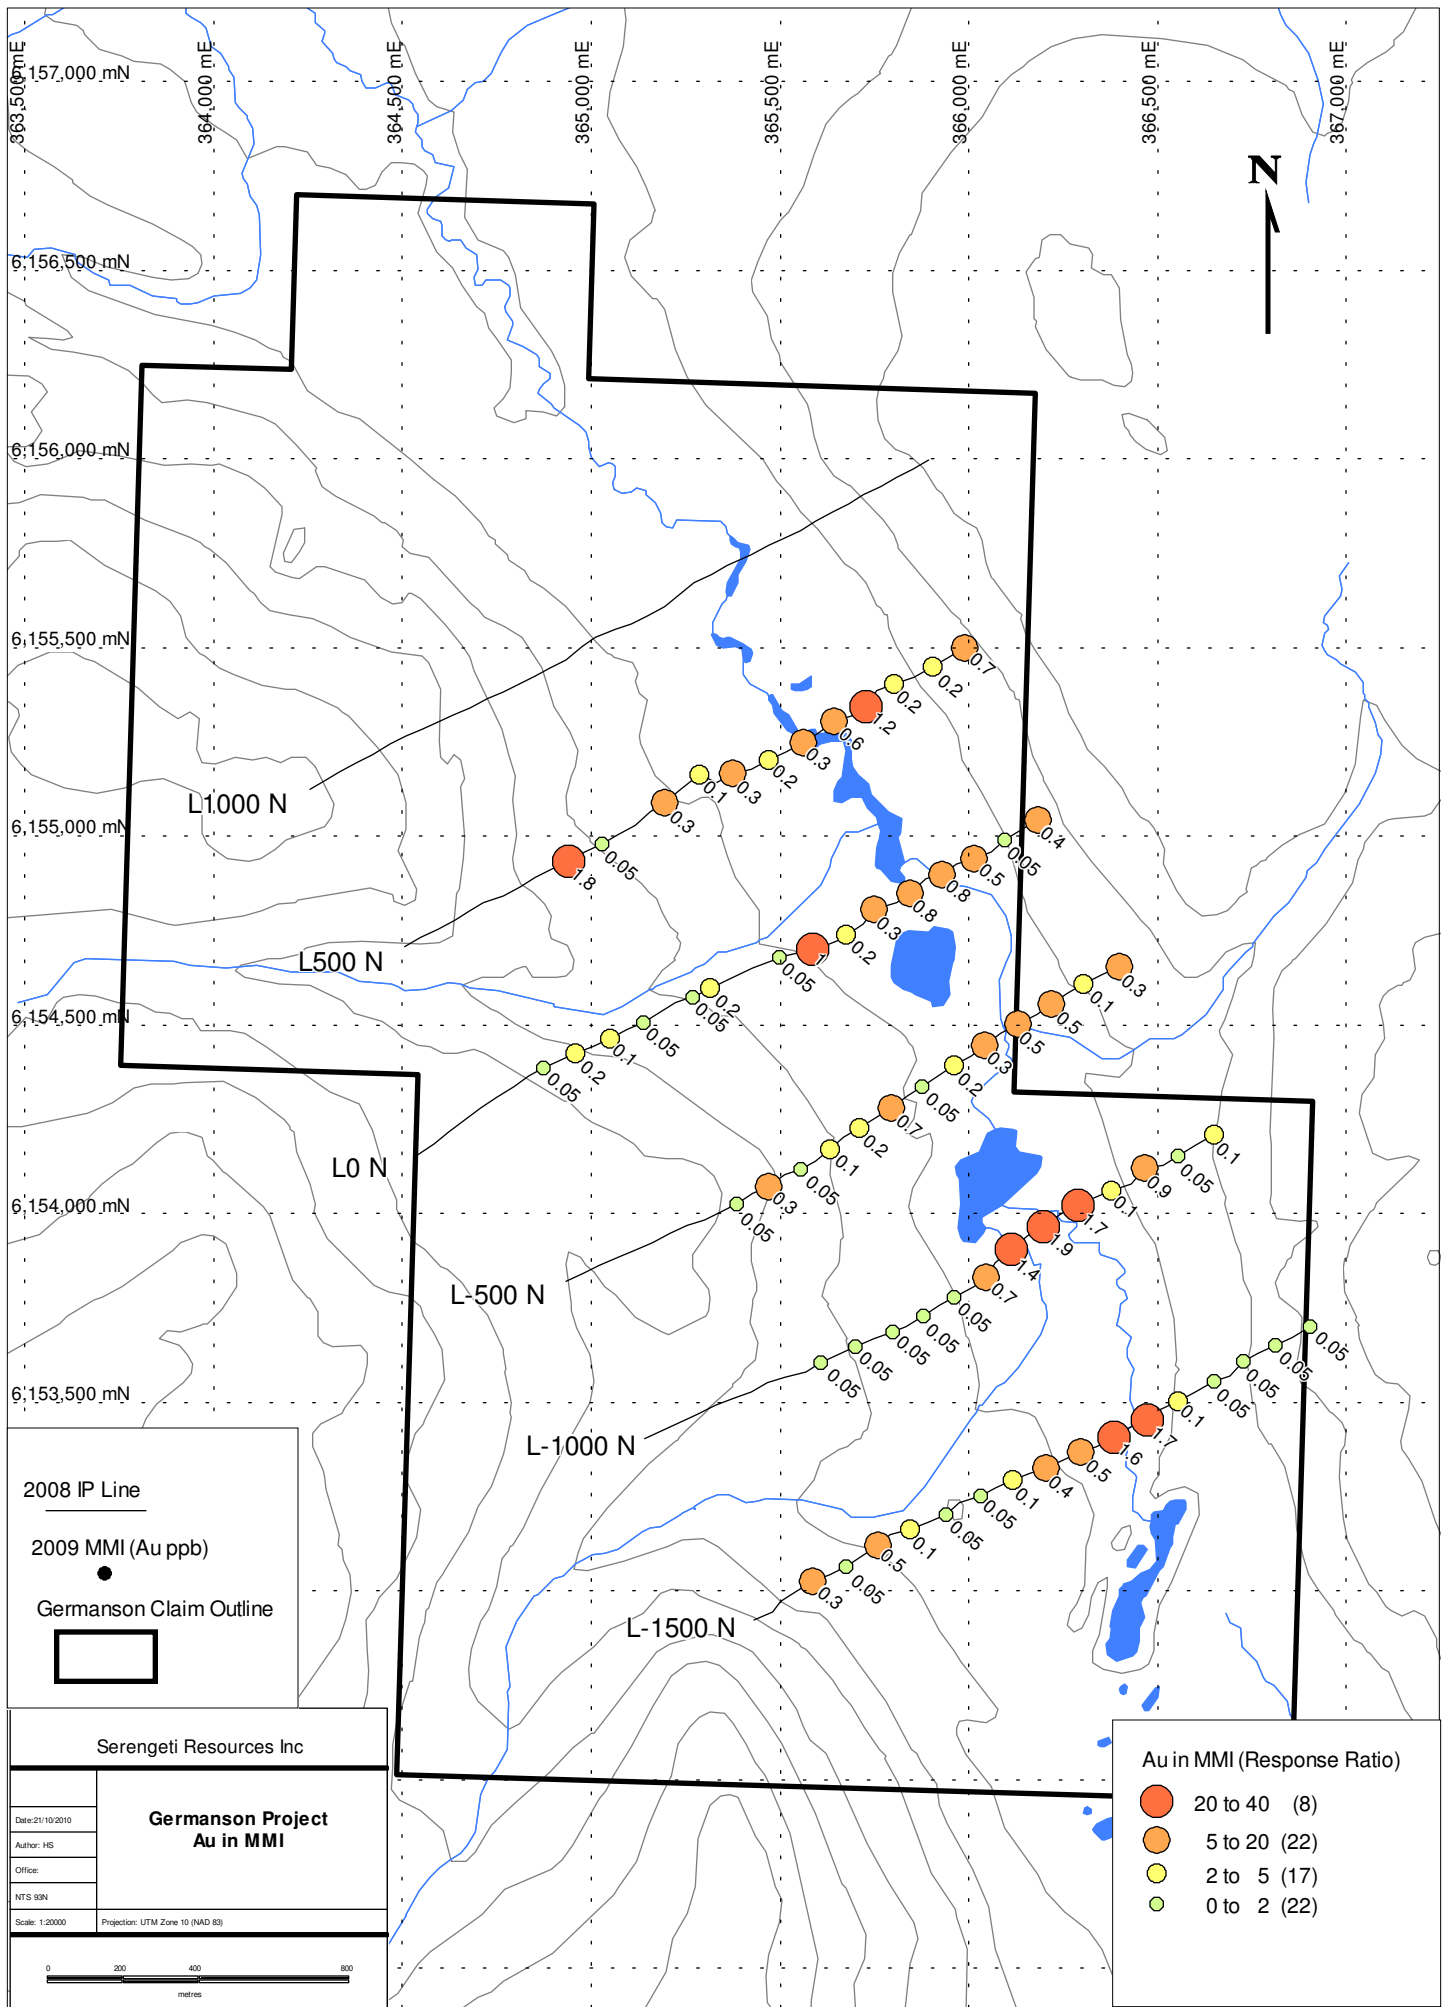 363,500 mE
364,000 mE
364,500 mE
365,000 mE
365,500 mE
366,000 mE
366,500 mE
367,000 mE
6,157,000 mN
N
6,156,500 mN
6,156,000 mN
6,155,500 mN
6,155,000 mN
6,154,500 mN
6,154,000 mN
6,153,500 mN
L1000 N
L500 N
1.8
0.05
0.3
0.1
0.3
0.2
0.3
0.6
1.2
0.2
0.2
0.7
L0 N
0.05
0.2
0.1
0.05
0.05
0.2
0.05
1
0.2
0.3
0.8
0.8
0.5
0.05
0.4
L-500 N
0.05
0.3
0.05
0.1
0.2
0.7
0.05
0.2
0.3
0.5
0.5
0.1
0.3
L-1000 N
0.05
0.05
0.05
0.05
0.05
0.7
1.4
1.9
1.7
0.1
0.9
0.05
0.1
L-1500 N
0.3
0.05
0.5
0.1
0.05
0.05
0.1
0.4
0.5
1.6
1.7
0.1
0.05
0.05
0.05
0.05
2008 IP Line
2009 MMI (Au ppb)
Germanson Claim Outline
Serengeti Resources Inc
Germanson Project
Au in MMI
Date:21/10/2010
Author: HS
Office:
NTS 93N
Scale: 1:20000
Projection: UTM Zone 10 (NAD 83)
0 200 400 800
metres
Au in MMI (Response Ratio)
20 to 40 (8)
5 to 20 (22)
2 to 5 (17)
0 to 2 (22)